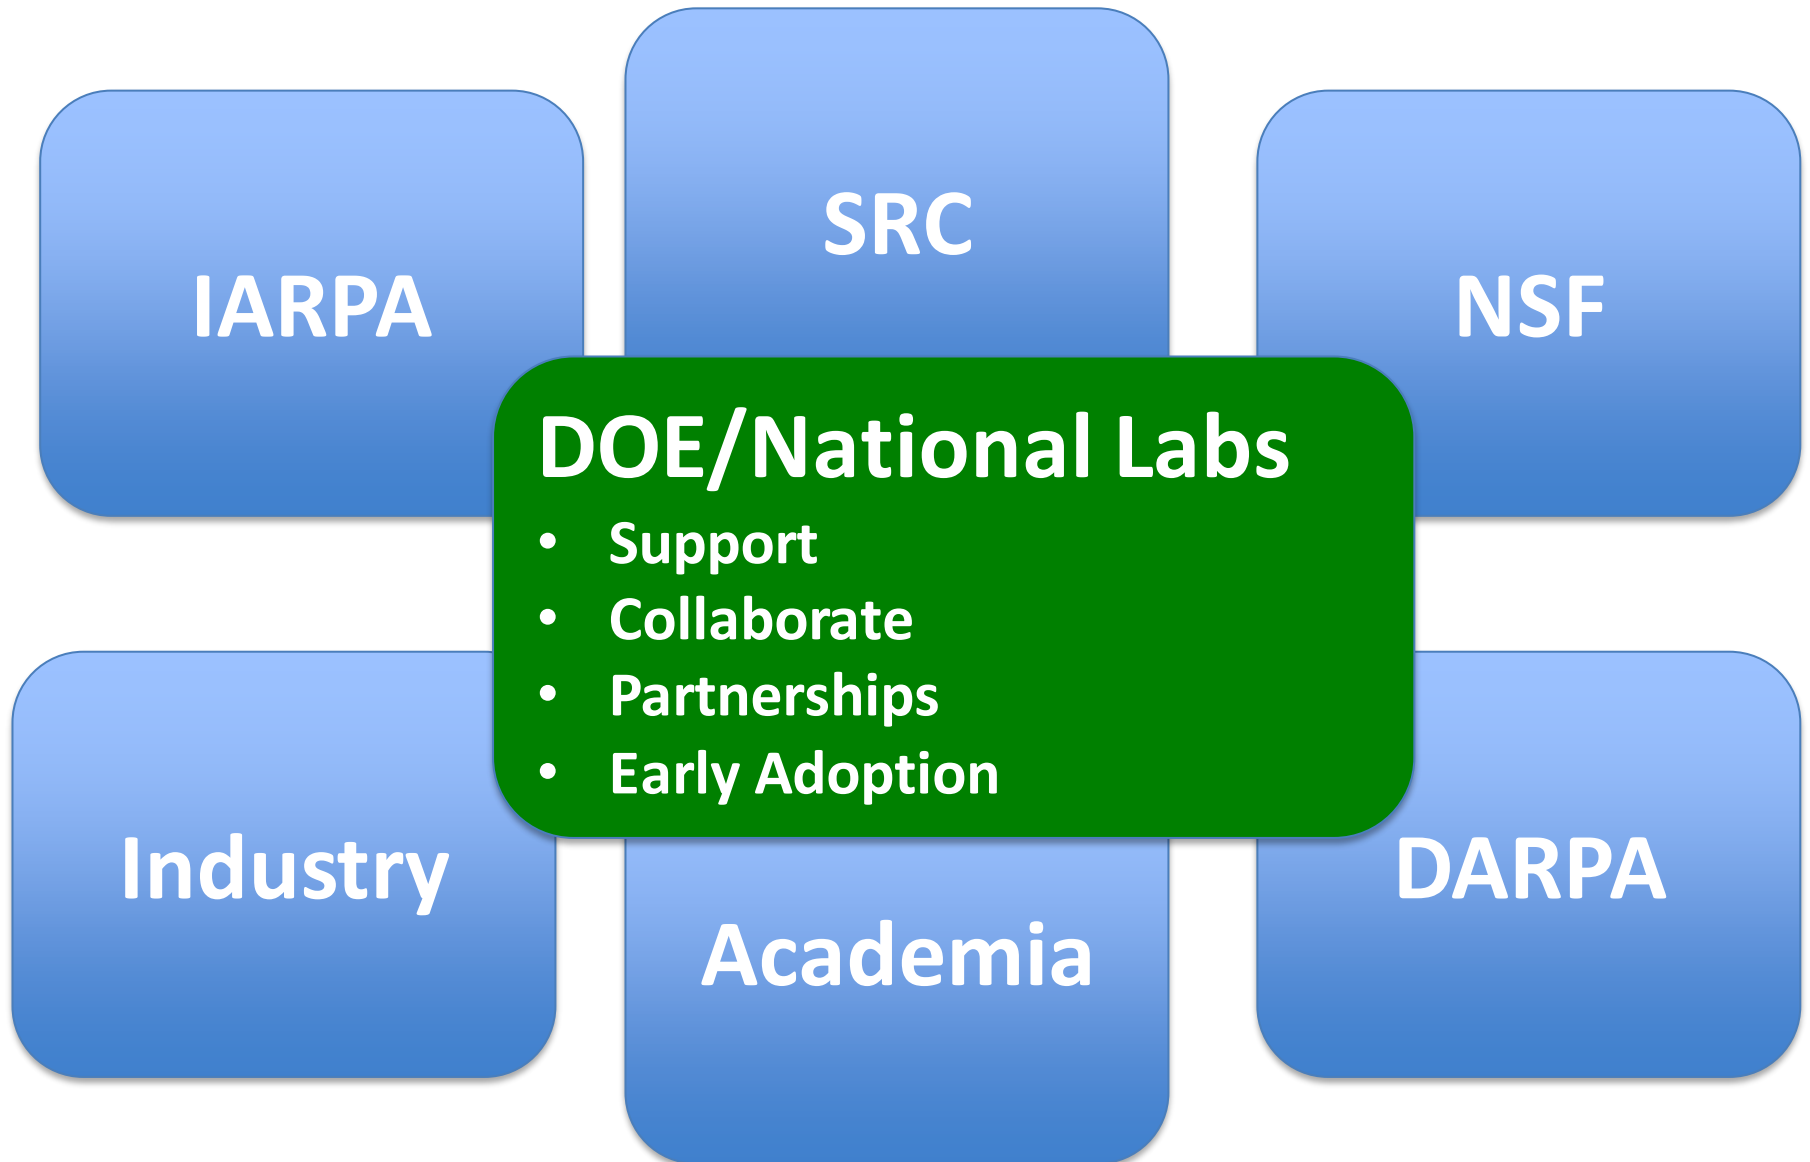 SRC
IARPA
NSF
DOE/National Labs
• Support
• Collaborate
• Partnerships
• Early Adoption
Industry
DARPA
Academia